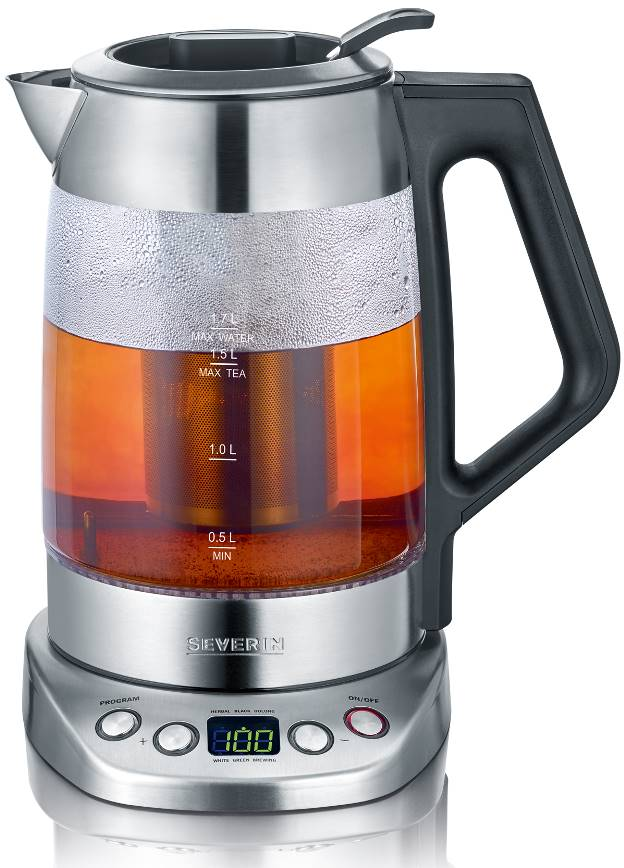 1.7 L
MAX WATER
1.5 L
MAX TEA
1.0 L
0.5 L
MIN
SEVERIN
PROGRAM
HERBAL BLACK OOLONG
ON/OFF
+
100
-
WHITE GREEN BREWING